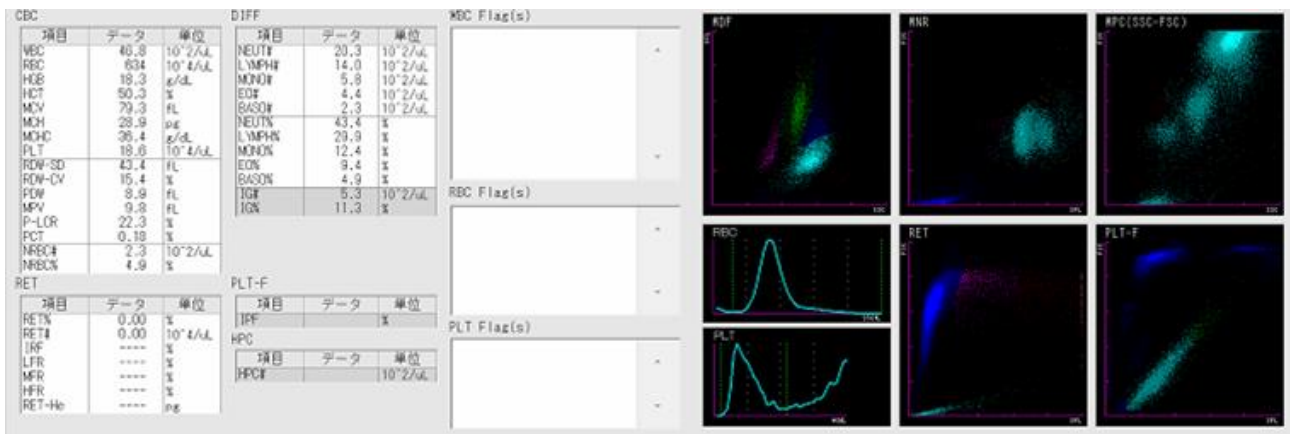 CBC
項目 データ 単位
WBC 46.8 10^2/uL
RBC 634 10^4/uL
HGB 18.3 g/dL
HCT 50.3 %
MCV 79.3 fL
MCH 28.9 pg
MCHC 36.4 g/dL
PLT 18.6 10^4/uL
RDW-SD 43.4 fL
RDW-CV 15.4 %
PDW 8.9 fL
MPV 9.8 fL
P-LCR 22.3 %
PCT 0.18 %
NRBC# 2.3 10^2/uL
NRBC% 4.9 %
DIFF
項目 データ 単位
NEUT# 20.3 10^2/uL
LYMPH# 14.0 10^2/uL
MONO# 5.8 10^2/uL
EO# 4.4 10^2/uL
BASO# 2.3 10^2/uL
NEUT% 43.4 %
LYMPH% 29.9 %
MONO% 12.4 %
EO% 9.4 %
BASO% 4.9 %
IG# 5.3 10^2/uL
IG% 11.3 %
RET
項目 データ 単位
RET% 0.00 %
RET# 0.00 10^4/uL
IRF ---- %
LFR ---- %
MFR ---- %
HFR ---- %
RET-He ---- pg
PLT-F
項目 データ 単位
IPF %
HPC
項目 データ 単位
HPC# 10^2/uL
WBC Flag(s)
RBC Flag(s)
PLT Flag(s)
WDF
SSC
WNR
SFL
WPC(SSC-FSC)
SSC
RBC
PLT
RET
SFL
PLT-F
SFL